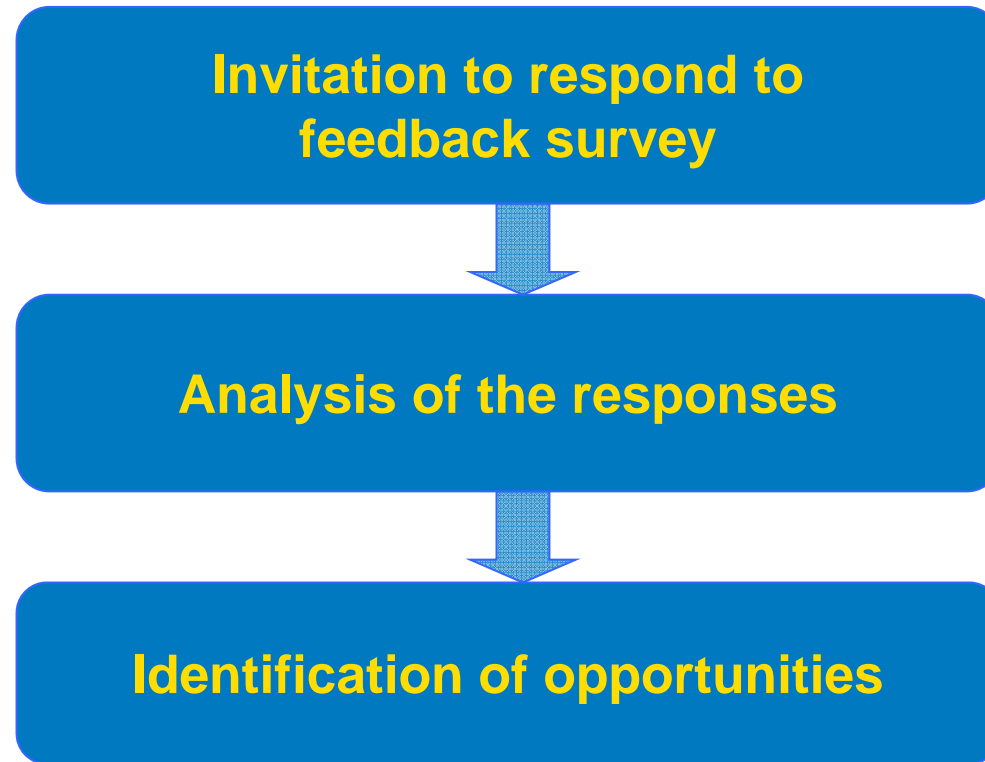 Invitation to respond to
feedback survey
Analysis of the responses
Identification of opportunities